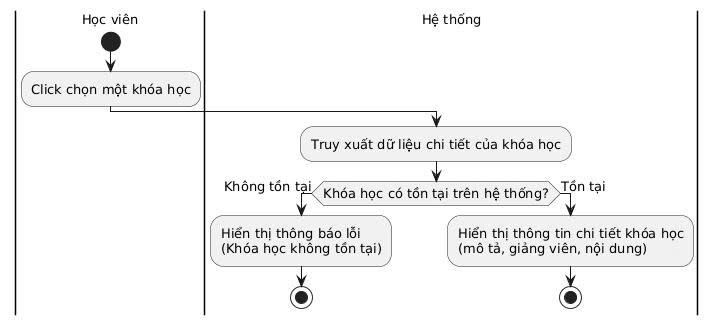 Học viên
Hệ thống
Click chọn một khóa học
Truy xuất dữ liệu chi tiết của khóa học
Không tồn tại
Khóa học có tồn tại trên hệ thống?
Tồn tại
Hiển thị thông báo lỗi
(Khóa học không tồn tại)
Hiển thị thông tin chi tiết khóa học
(mô tả, giảng viên, nội dung)